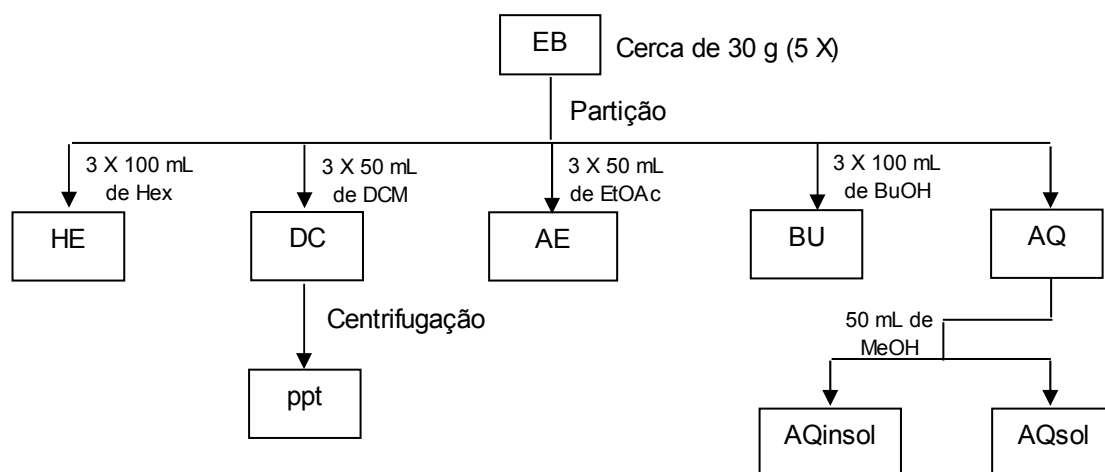 EB
Cerca de 30 g (5 X)
Partição
3 X 100 mL
de Hex
3 X 50 mL
de DCM
3 X 50 mL
de EtOAc
3 X 100 mL
de BuOH
HE
DC
AE
BU
AQ
Centrifugação
50 mL de
MeOH
ppt
AQinsol
AQsol